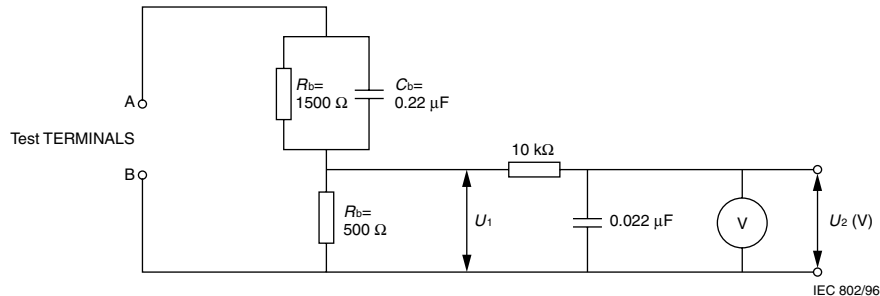 A
Test TERMINALS
B
Rb=
1500 Ω
Cb=
0.22 μF
Rb=
500 Ω
10 kΩ
U1
0.022 μF
V
U2 (V)
IEC 802/96